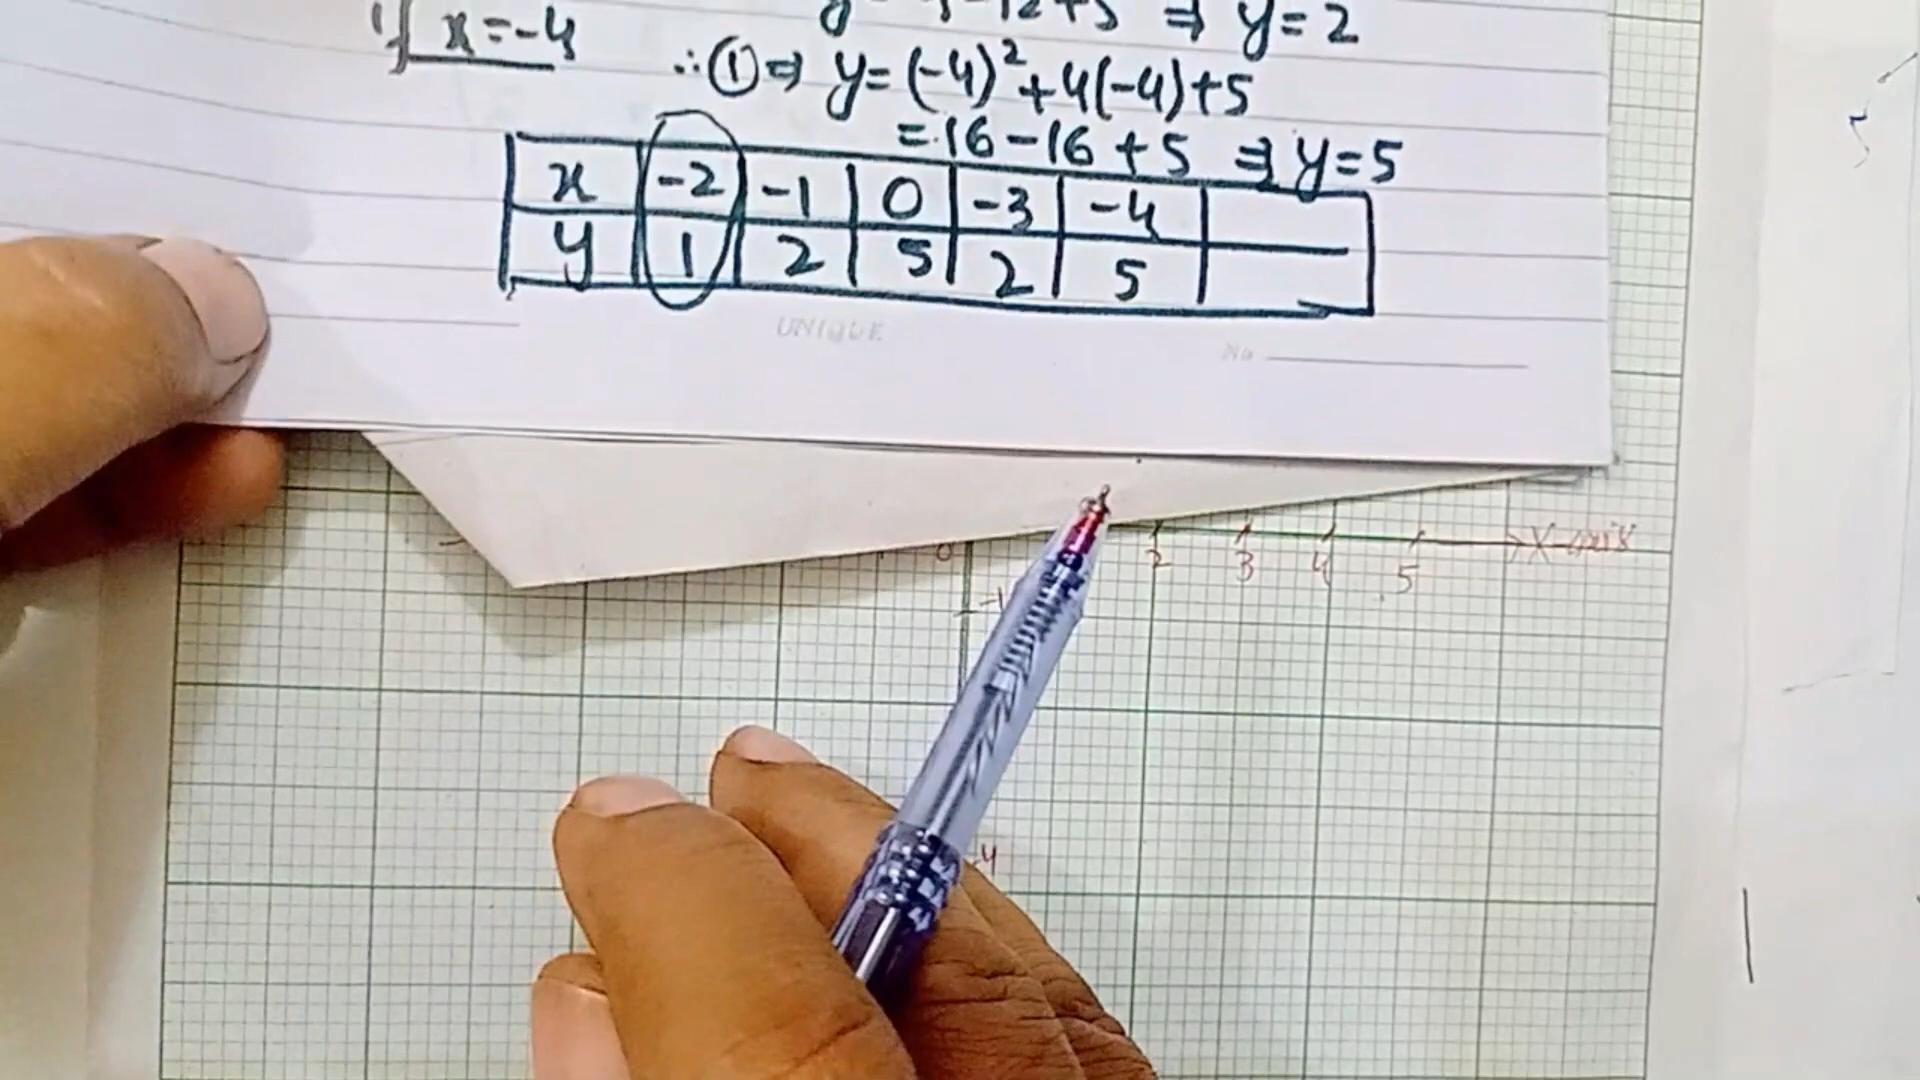 if x=-4
y= 9-12+5 ⇒ y=2
∴ ① ⇒ y= (-4)²+4(-4)+5
= 16-16+5 ⇒ y=5
x -2 -1 0 -3 -4
y 1 2 5 2 5
UNIQUE
No
0 2 3 4 5 X-axis
-1
-4
5